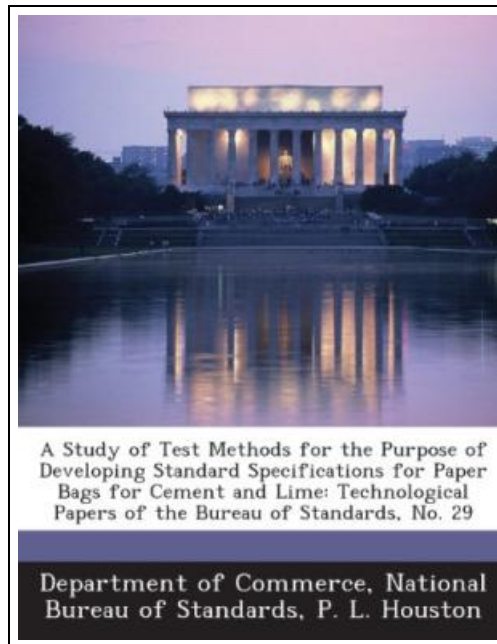 A Study of Test Methods for the Purpose of
Developing Standard Specifications for Paper
Bags for Cement and Lime: Technological
Papers of the Bureau of Standards, No. 29
Department of Commerce, National
Bureau of Standards, P. L. Houston